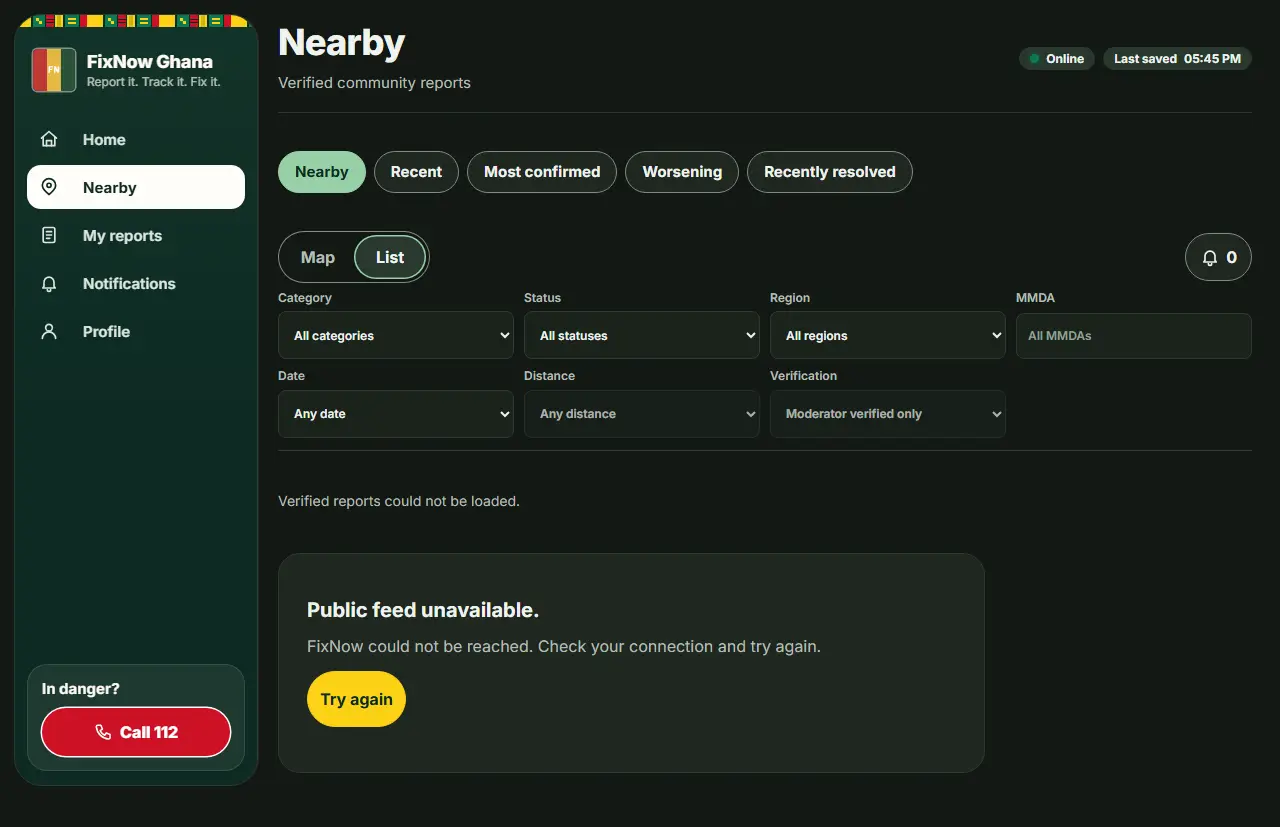 FN
FixNow Ghana
Report it. Track it. Fix it.
Home
Nearby
My reports
Notifications
Profile
In danger?
Call 112
Nearby
Verified community reports
Online
Last saved 05:45 PM
Nearby
Recent
Most confirmed
Worsening
Recently resolved
Map
List
0
Category
Status
Region
MMDA
All categories
All statuses
All regions
All MMDAs
Date
Distance
Verification
Any date
Any distance
Moderator verified only
Verified reports could not be loaded.
Public feed unavailable.
FixNow could not be reached. Check your connection and try again.
Try again